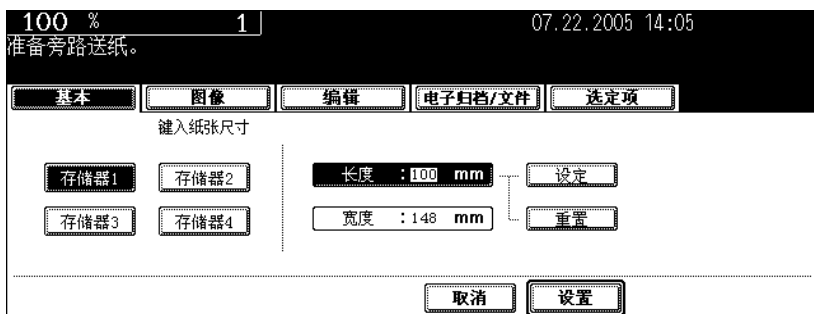 100 % 1 07.22.2005 14:05
准备旁路送纸。
基本 图像 编辑 电子归档/文件 选定项
键入纸张尺寸
存储器1 存储器2 长度 :100 mm 设定
存储器3 存储器4 宽度 :148 mm 重置
取消 设置